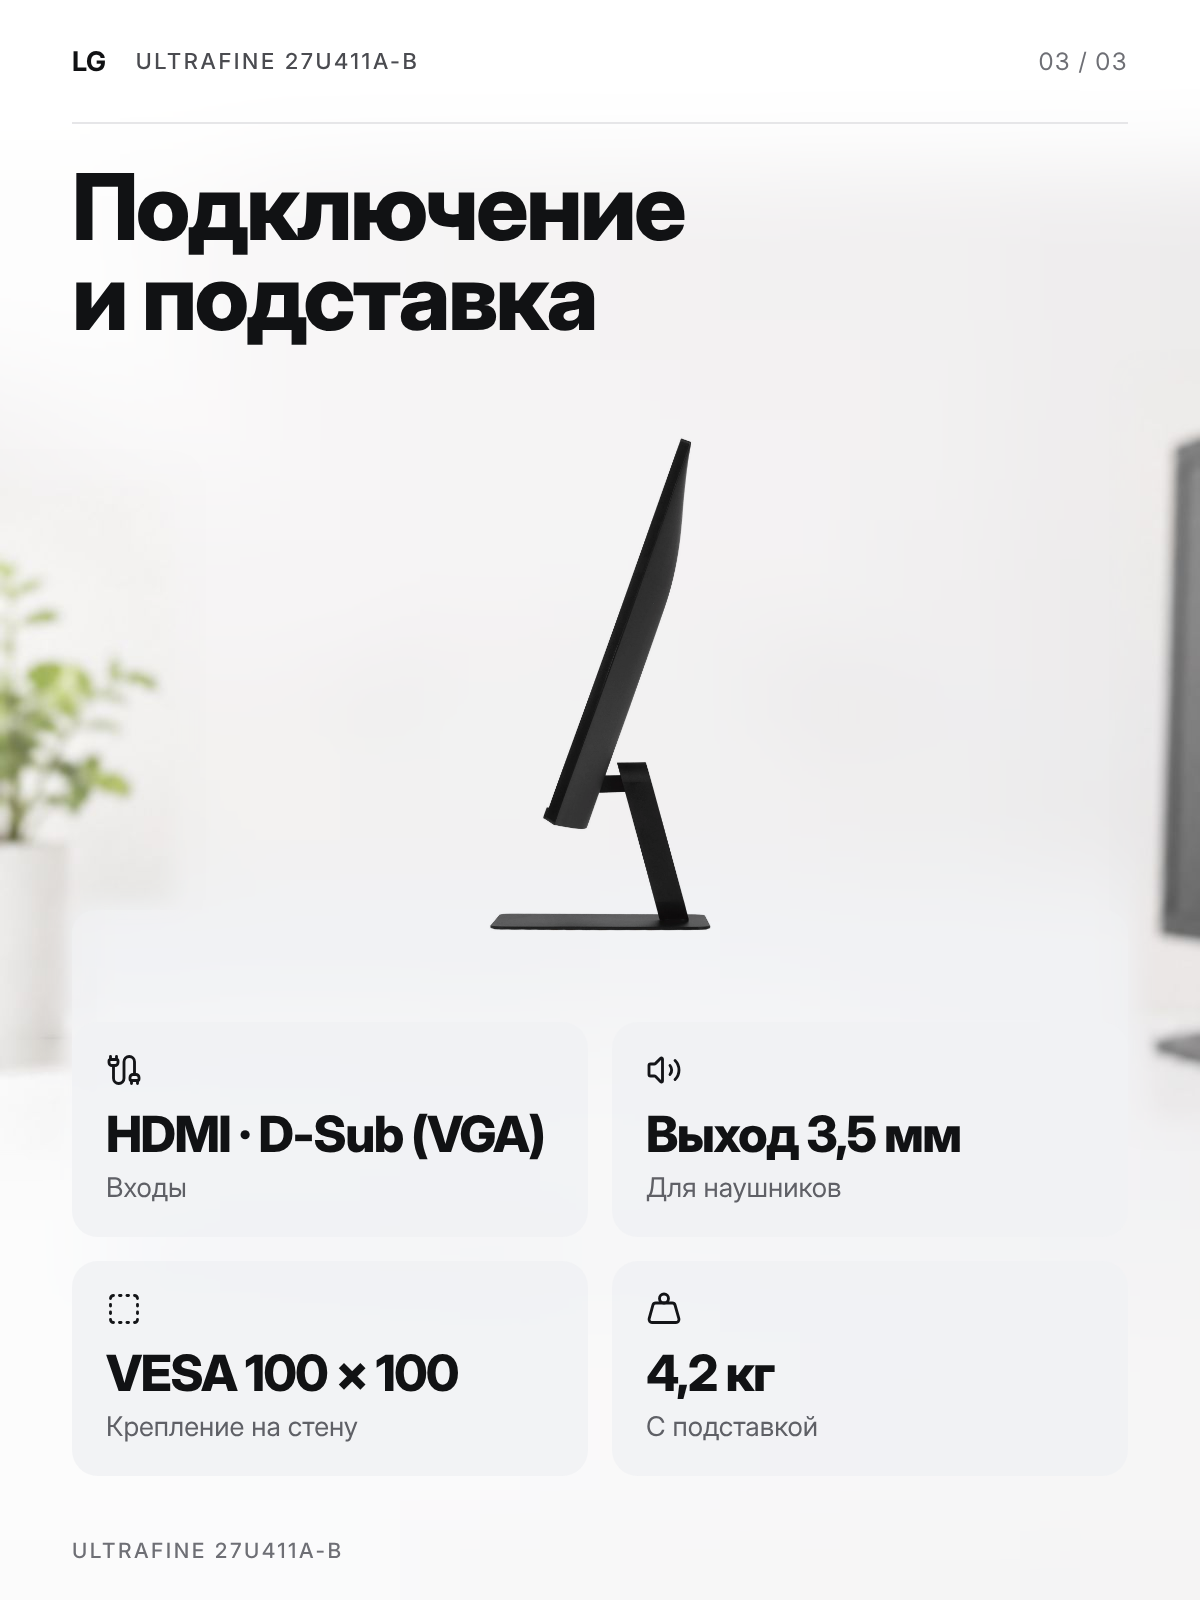 LG ULTRAFINE 27U411A-B 03 / 03
Подключение
и подставка
HDMI · D-Sub (VGA)
Входы
Выход 3,5 мм
Для наушников
VESA 100 × 100
Крепление на стену
4,2 кг
С подставкой
ULTRAFINE 27U411A-B